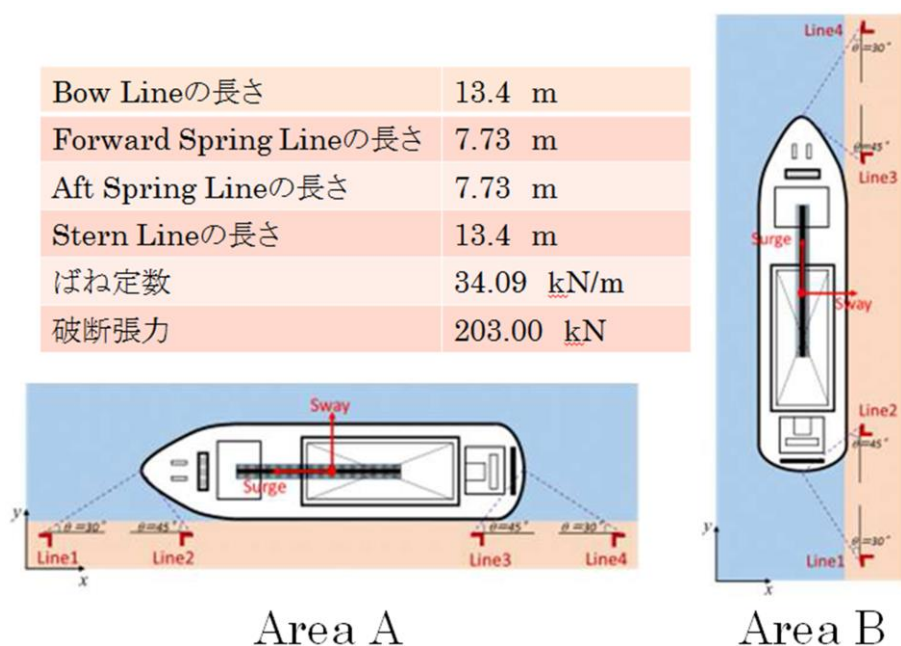 Bow Lineの長さ 13.4 m
Forward Spring Lineの長さ 7.73 m
Aft Spring Lineの長さ 7.73 m
Stern Lineの長さ 13.4 m
ばね定数 34.09 kN/m
破断張力 203.00 kN
Sway
Surge
y
θ=30°
θ=45°
θ=45°
θ=30°
Line1
Line2
Line3
Line4
x
Area A
Line4
θ=30°
θ=45°
Line3
Surge
Sway
Line2
θ=45°
y
θ=30°
Line1
x
Area B